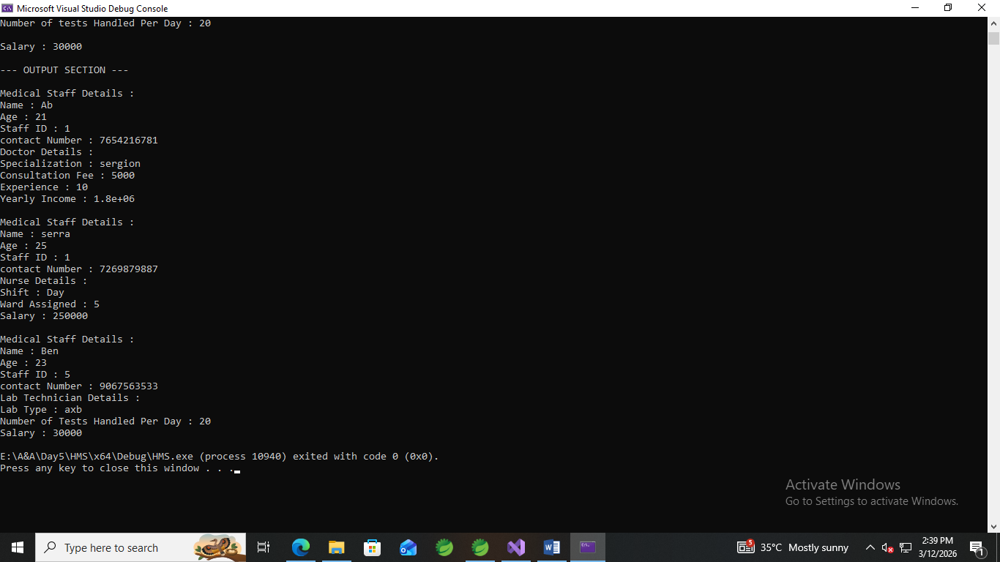 Microsoft Visual Studio Debug Console
Number of tests Handled Per Day : 20
Salary : 30000
--- OUTPUT SECTION ---
Medical Staff Details :
Name : Ab
Age : 21
Staff ID : 1
contact Number : 7654216781
Doctor Details :
Specialization : sergion
Consultation Fee : 5000
Experience : 10
Yearly Income : 1.8e+06
Medical Staff Details :
Name : serra
Age : 25
Staff ID : 1
contact Number : 7269879887
Nurse Details :
Shift : Day
Ward Assigned : 5
Salary : 250000
Medical Staff Details :
Name : Ben
Age : 23
Staff ID : 5
contact Number : 9067563533
Lab Technician Details :
Lab Type : axb
Number of Tests Handled Per Day : 20
Salary : 30000
E:\A&A\Day5\HMS\x64\Debug\HMS.exe (process 10940) exited with code 0 (0x0).
Press any key to close this window . . .
Activate Windows
Go to Settings to activate Windows.
Type here to search
5
35°C Mostly sunny
2:39 PM
3/12/2026
1